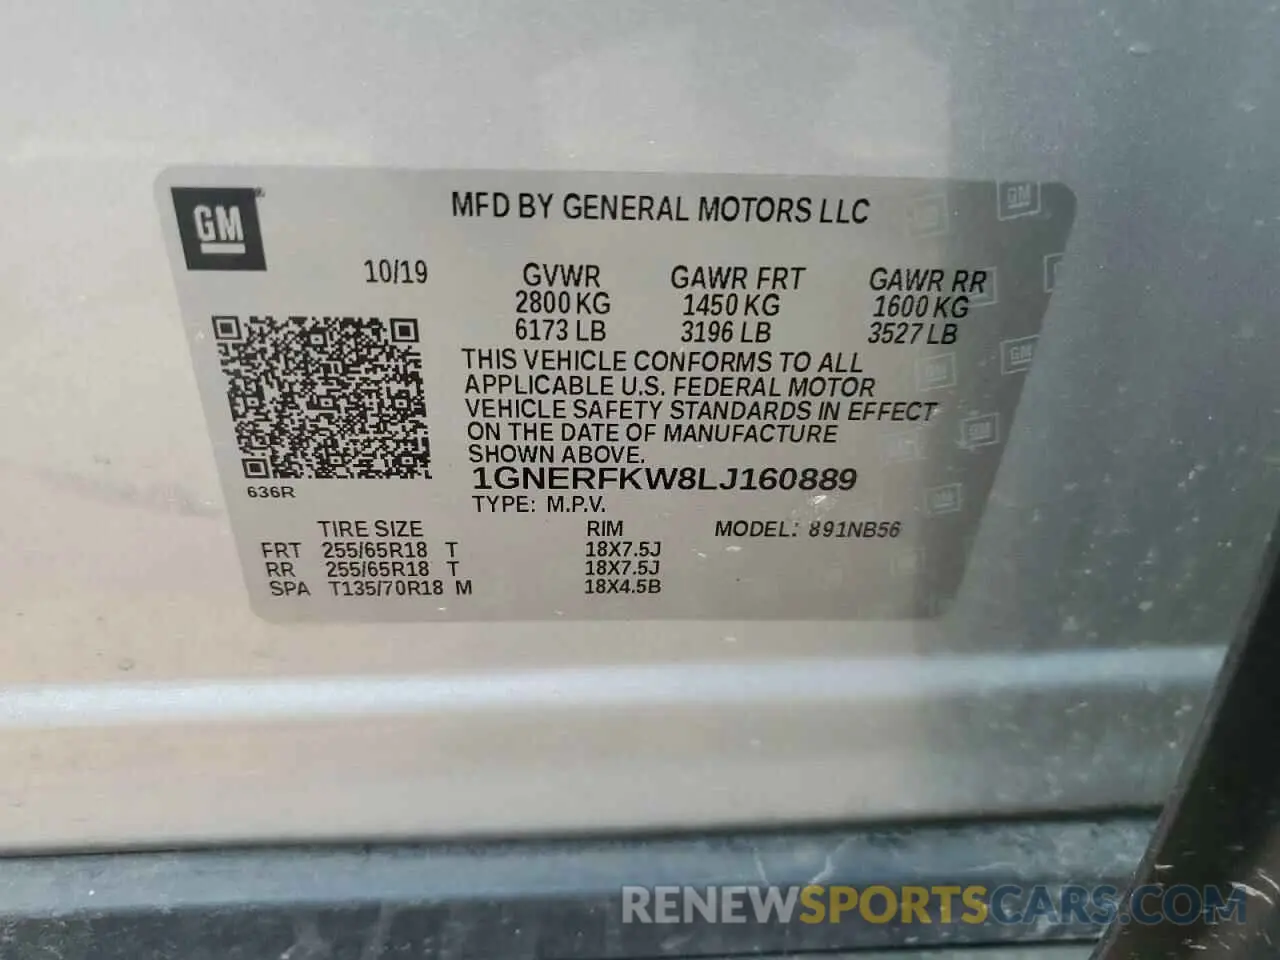 GM
MFD BY GENERAL MOTORS LLC
10/19
GVWR GAWR FRT GAWR RR
2800 KG 1450 KG 1600 KG
6173 LB 3196 LB 3527 LB
THIS VEHICLE CONFORMS TO ALL
APPLICABLE U.S. FEDERAL MOTOR
VEHICLE SAFETY STANDARDS IN EFFECT
ON THE DATE OF MANUFACTURE
SHOWN ABOVE.
1GNERFKW8LJ160889
636R
TYPE: M.P.V.
TIRE SIZE RIM MODEL: 891NB56
FRT 255/65R18 T 18X7.5J
RR 255/65R18 T 18X7.5J
SPA T135/70R18 M 18X4.5B
RENEWSPORTSCARS.COM